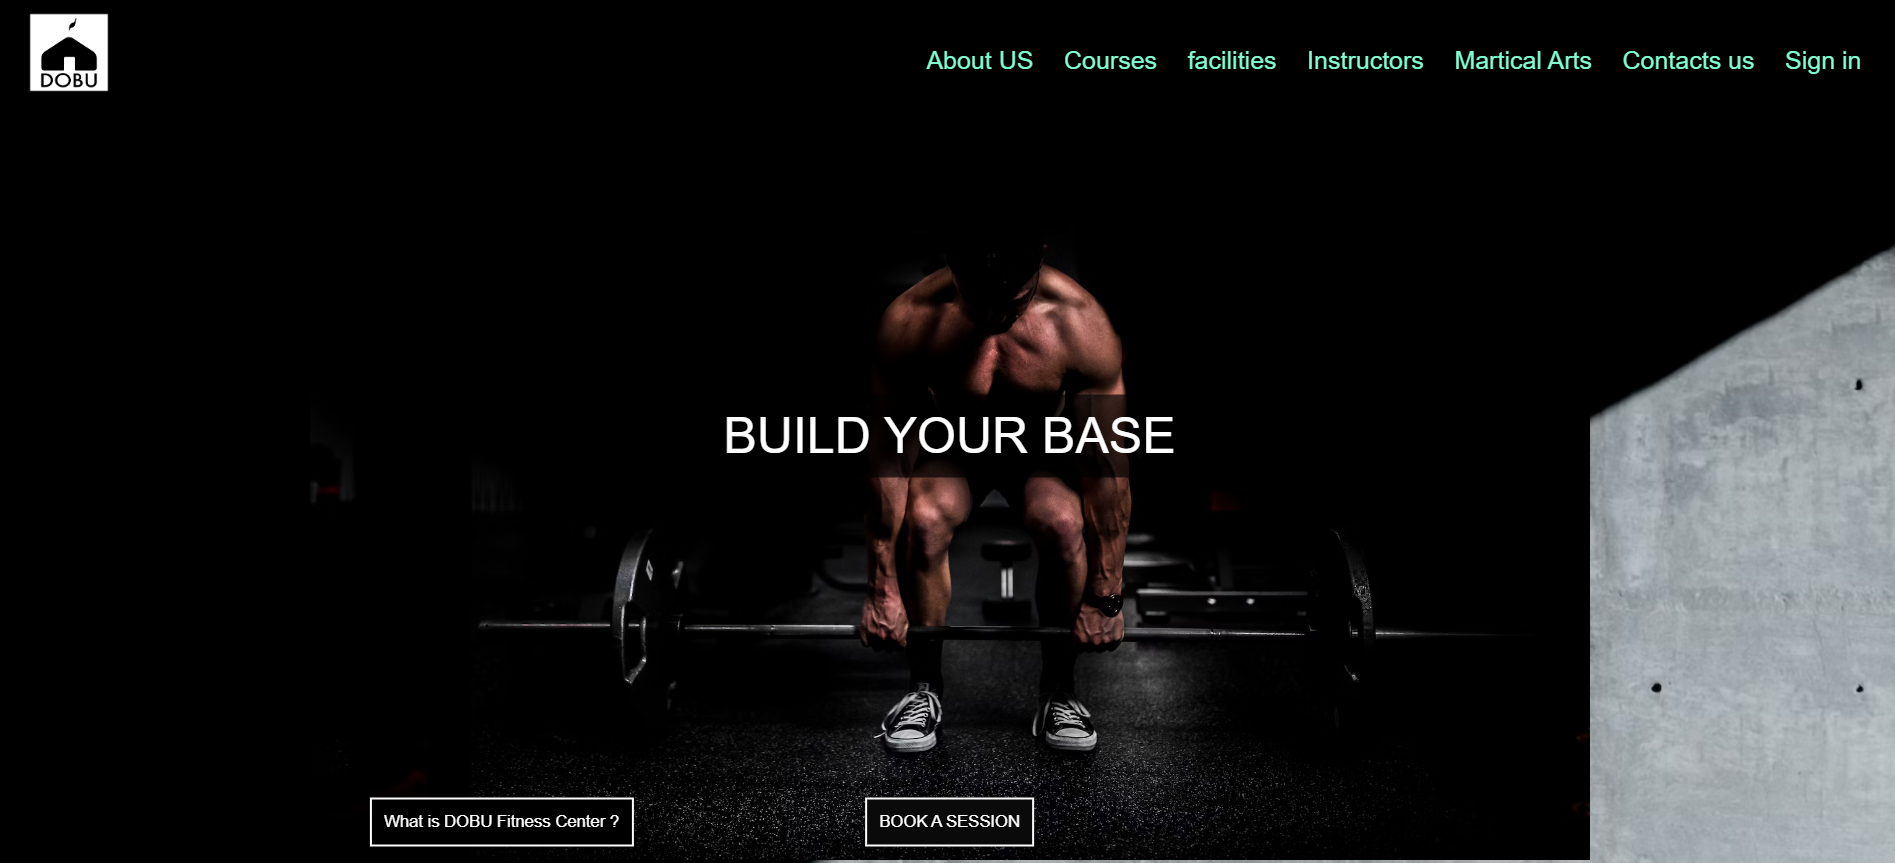 DOBU
About US Courses facilities Instructors Martical Arts Contacts us Sign in
BUILD YOUR BASE
What is DOBU Fitness Center ? BOOK A SESSION